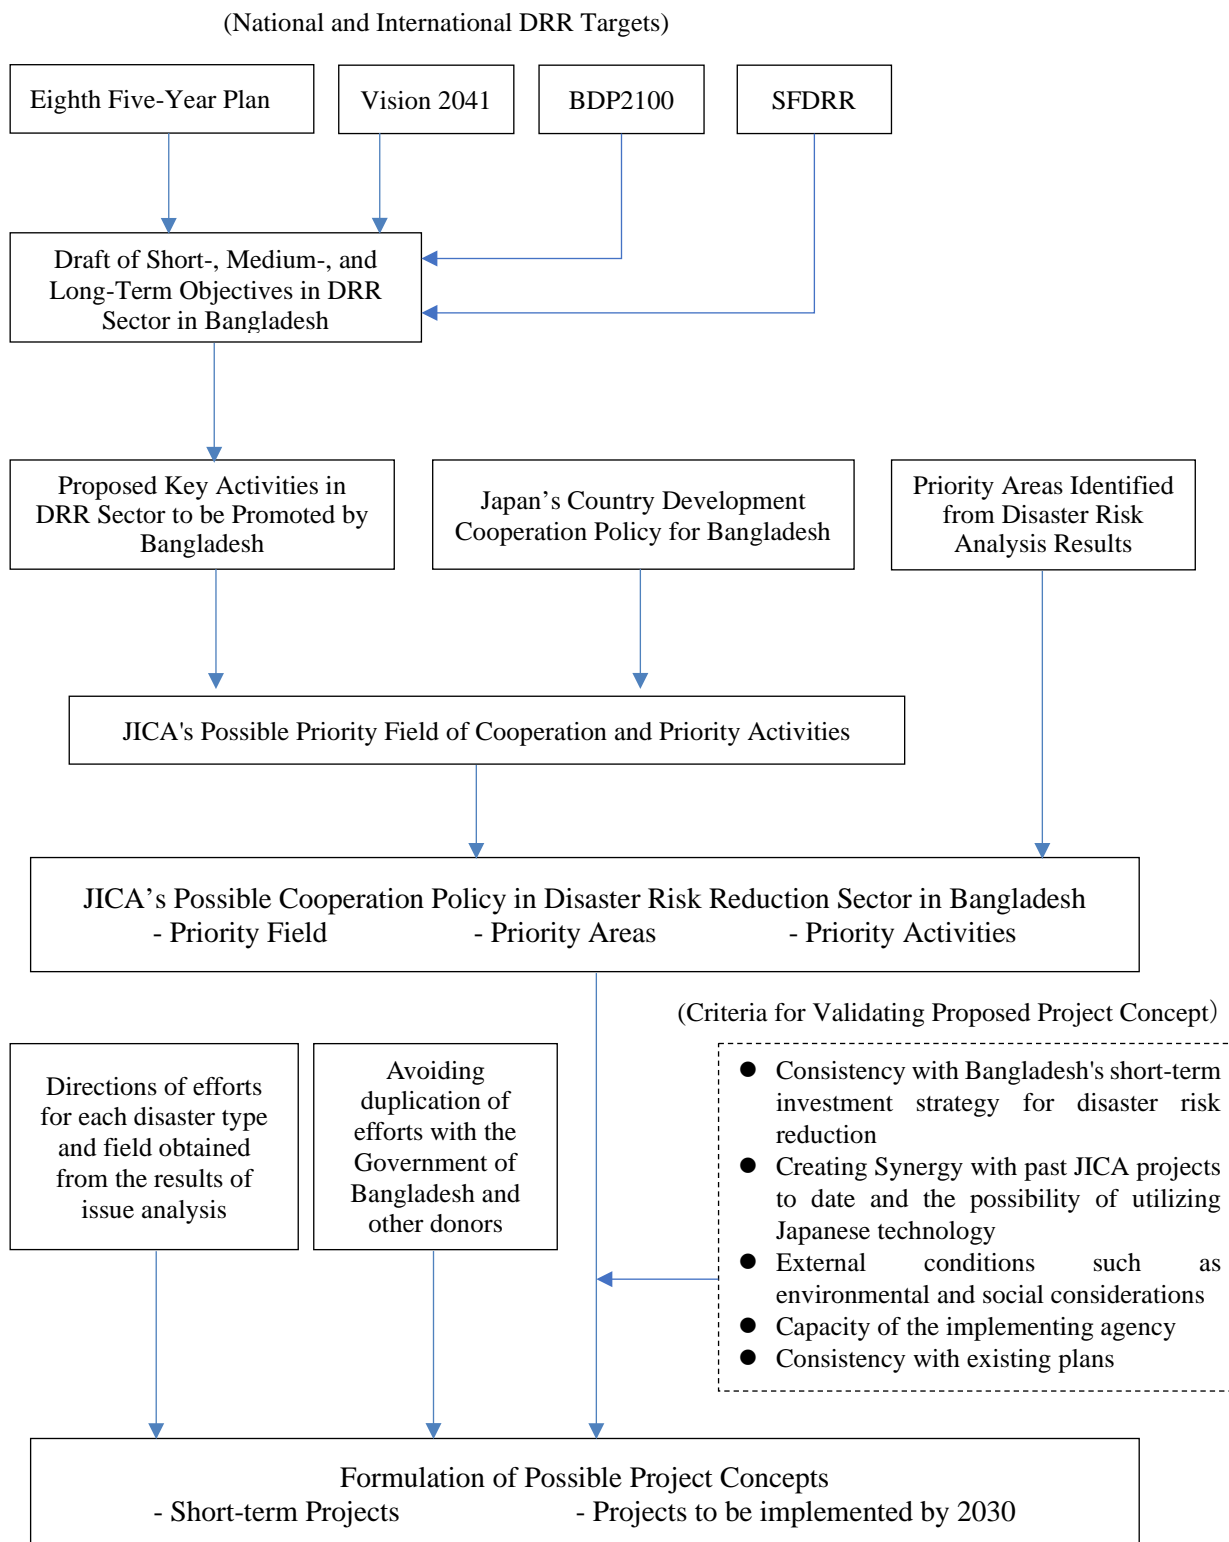 (National and International DRR Targets)
Eighth Five-Year Plan
Vision 2041
BDP2100
SFDRR
Draft of Short-, Medium-, and
Long-Term Objectives in DRR
Sector in Bangladesh
Proposed Key Activities in
DRR Sector to be Promoted by
Bangladesh
Japan’s Country Development
Cooperation Policy for Bangladesh
Priority Areas Identified
from Disaster Risk
Analysis Results
JICA's Possible Priority Field of Cooperation and Priority Activities
JICA’s Possible Cooperation Policy in Disaster Risk Reduction Sector in Bangladesh
- Priority Field - Priority Areas - Priority Activities
(Criteria for Validating Proposed Project Concept）
Directions of efforts
for each disaster type
and field obtained
from the results of
issue analysis
Avoiding
duplication of
efforts with the
Government of
Bangladesh and
other donors
● Consistency with Bangladesh's short-term
investment strategy for disaster risk
reduction
● Creating Synergy with past JICA projects
to date and the possibility of utilizing
Japanese technology
● External conditions such as
environmental and social considerations
● Capacity of the implementing agency
● Consistency with existing plans
Formulation of Possible Project Concepts
- Short-term Projects - Projects to be implemented by 2030